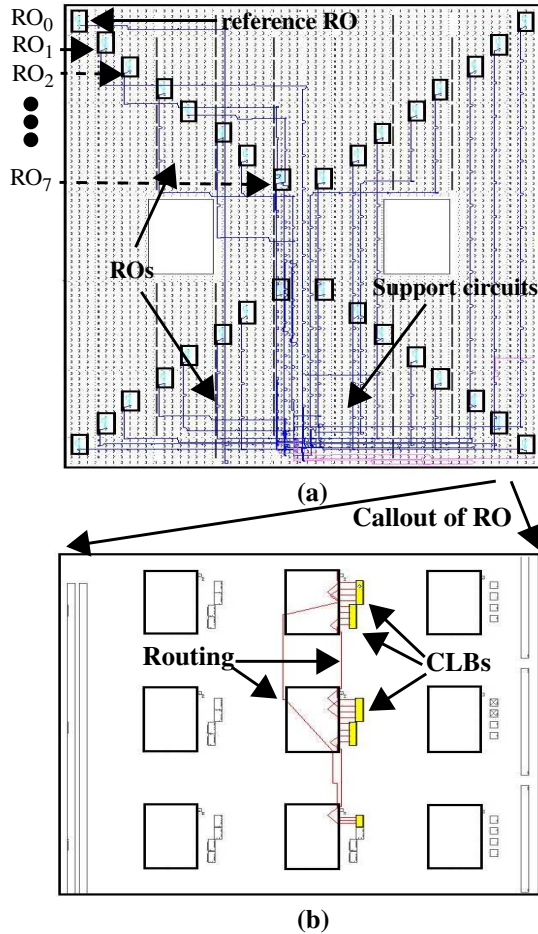 RO0
reference RO
RO1
RO2
RO7
ROs
Support circuits
(a)
Callout of RO
Routing
CLBs
(b)